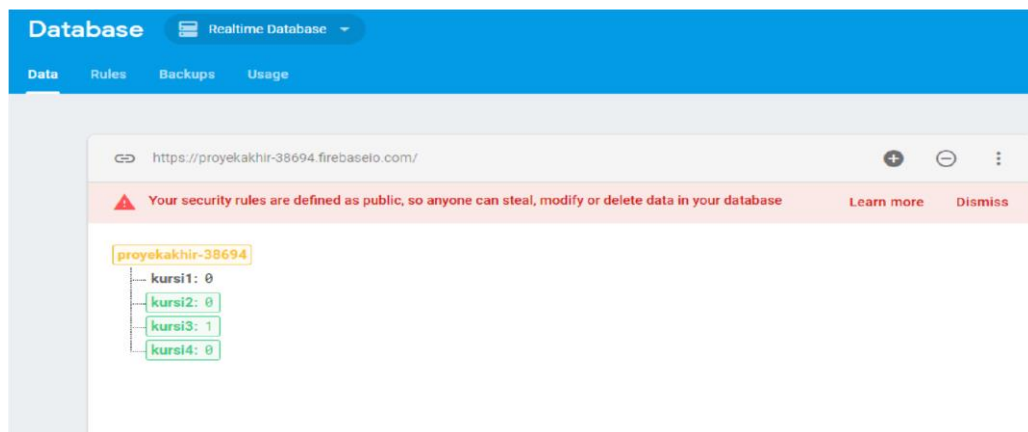 Database Realtime Database
Data Rules Backups Usage
https://proyekakhir-38694.firebaseio.com/
Your security rules are defined as public, so anyone can steal, modify or delete data in your database Learn more Dismiss
proyekakhir-38694
kursi1: 0
kursi2: 0
kursi3: 1
kursi4: 0